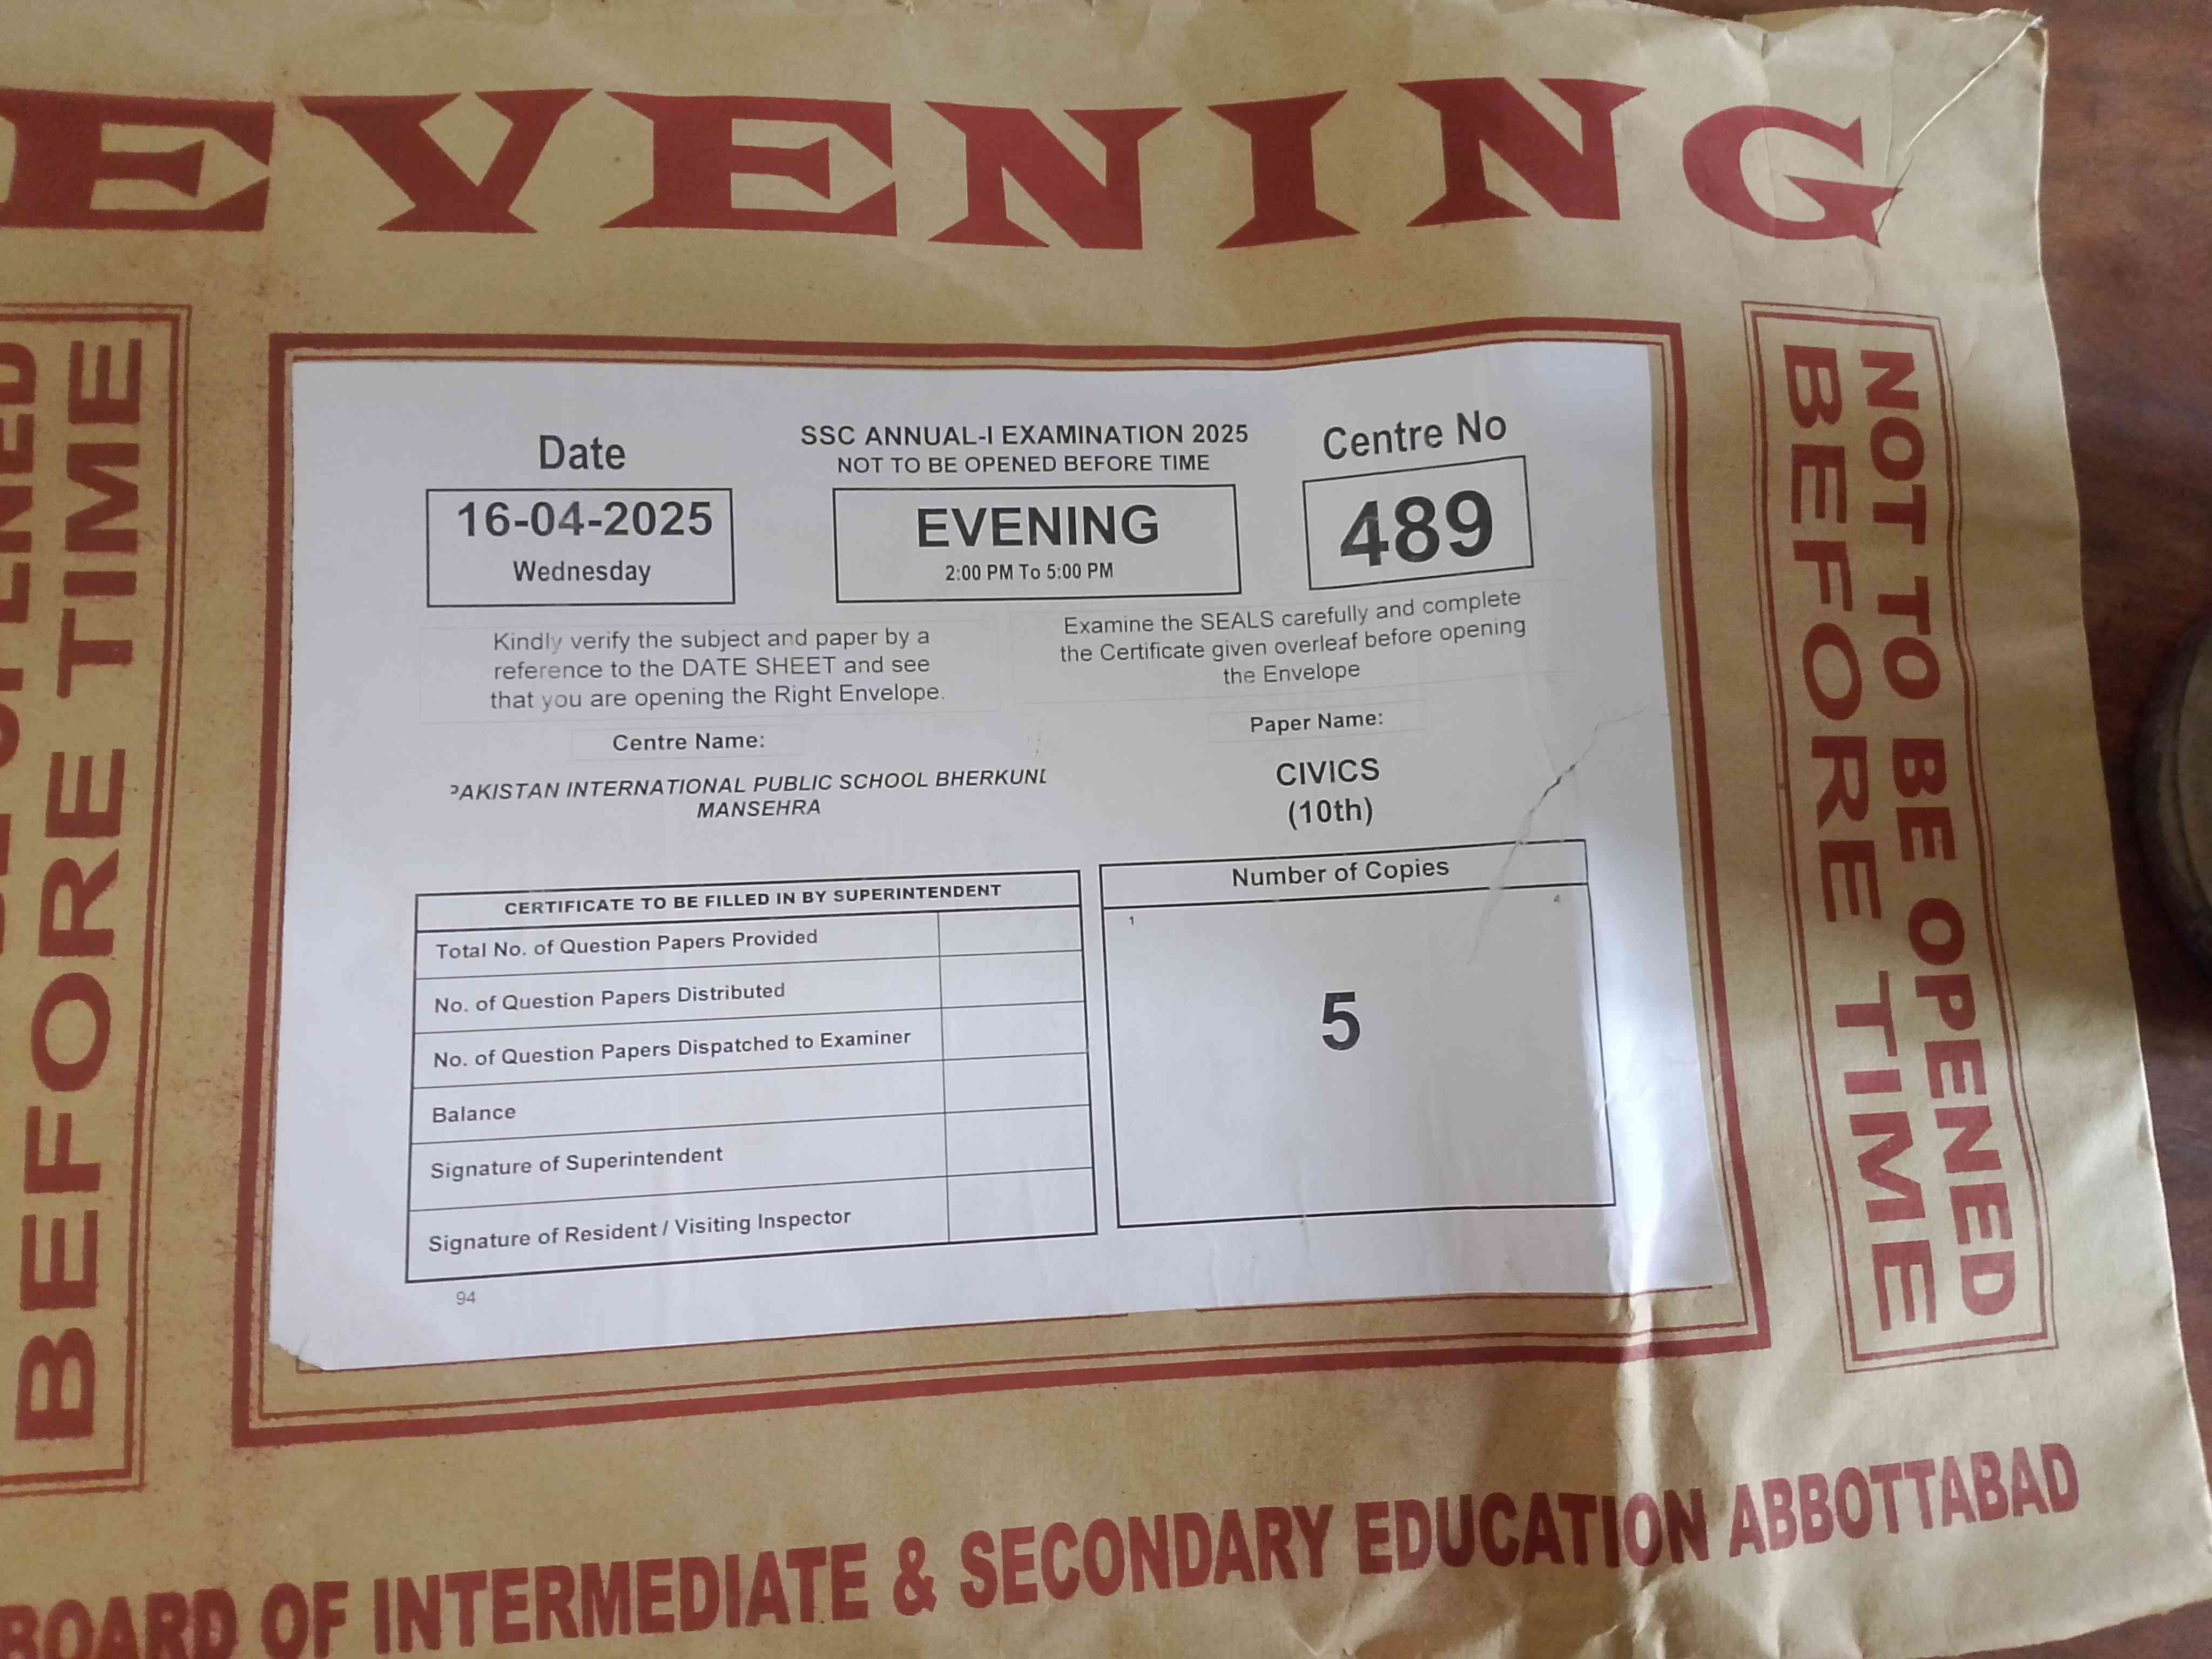 EVENING
BEFORE TIME
Date
16-04-2025
Wednesday
SSC ANNUAL-I EXAMINATION 2025
NOT TO BE OPENED BEFORE TIME
EVENING
2:00 PM To 5:00 PM
Centre No
489
Kindly verify the subject and paper by a
reference to the DATE SHEET and see
that you are opening the Right Envelope.
Examine the SEALS carefully and complete
the Certificate given overleaf before opening
the Envelope
Centre Name:
PAKISTAN INTERNATIONAL PUBLIC SCHOOL BHERKUND
MANSEHRA
Paper Name:
CIVICS
(10th)
CERTIFICATE TO BE FILLED IN BY SUPERINTENDENT
Total No. of Question Papers Provided
No. of Question Papers Distributed
No. of Question Papers Dispatched to Examiner
Balance
Signature of Superintendent
Signature of Resident / Visiting Inspector
94
Number of Copies
1
4
5
NOT TO BE OPENED
BEFORE TIME
BOARD OF INTERMEDIATE & SECONDARY EDUCATION ABBOTTABAD